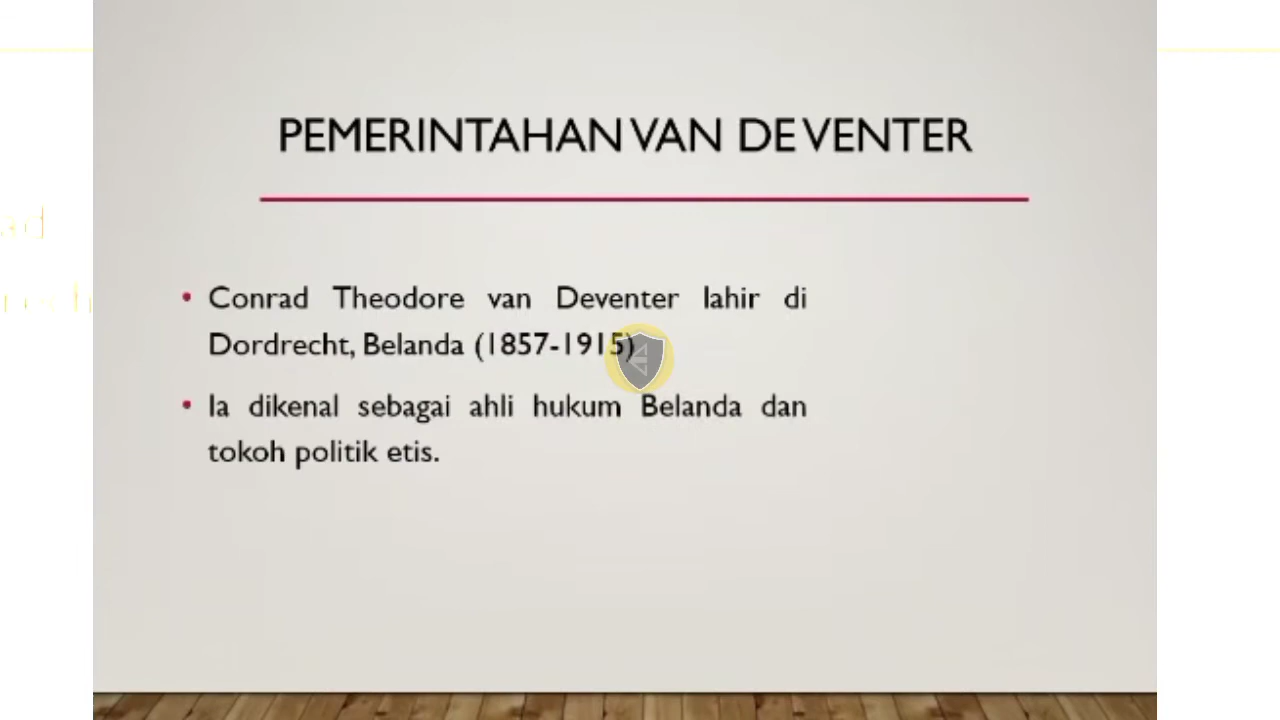 PEMERINTAHAN VAN DEVENTER
• Conrad Theodore van Deventer lahir di
Dordrecht, Belanda (1857-1915)
• Ia dikenal sebagai ahli hukum Belanda dan
tokoh politik etis.